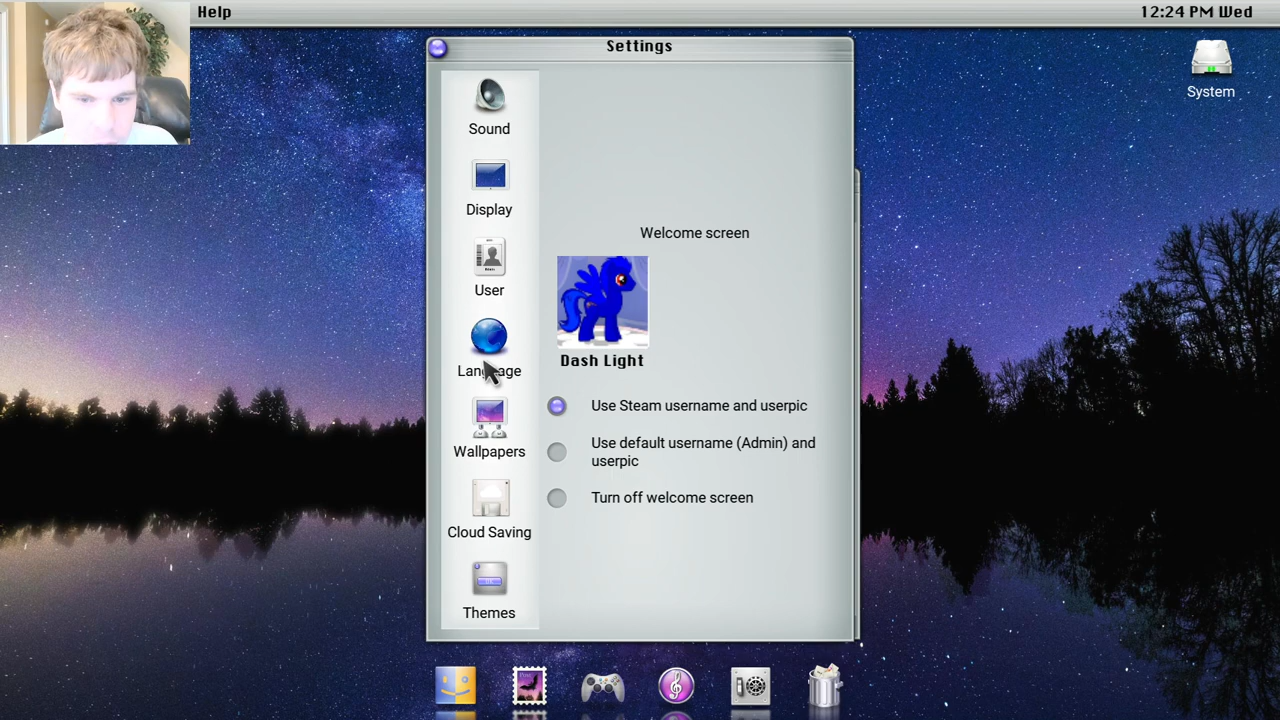 Help
12:24 PM Wed
Settings
System
Sound
Display
User
Language
Wallpapers
Cloud Saving
Themes
Welcome screen
Dash Light
Use Steam username and userpic
Use default username (Admin) and
userpic
Turn off welcome screen